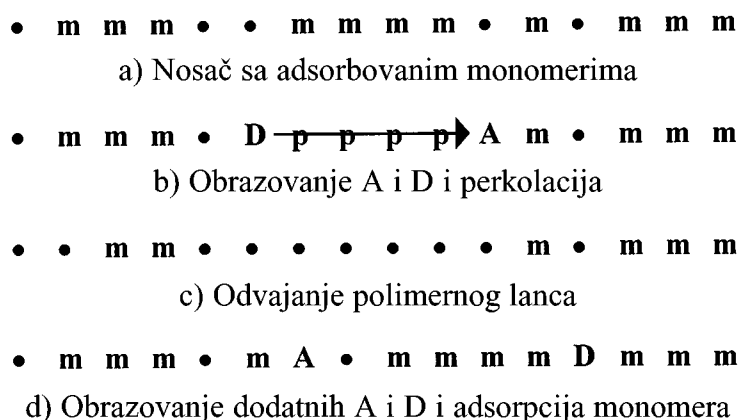 • m m m • • m m m m • m • m m m
a) Nosač sa adsorbovanim monomerima
• m m m • D p p p p A m • m m m
b) Obrazovanje A i D i perkolacija
• • m m • • • • • • • m • m m m
c) Odvajanje polimernog lanca
• m m m • m A • m m m m D m m m
d) Obrazovanje dodatnih A i D i adsorpcija monomera